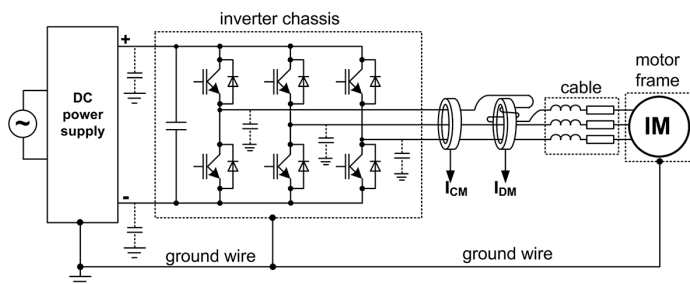 inverter chassis
+
DC
power
supply
~
-
I_CM
I_DM
cable
motor
frame
IM
ground wire
ground wire